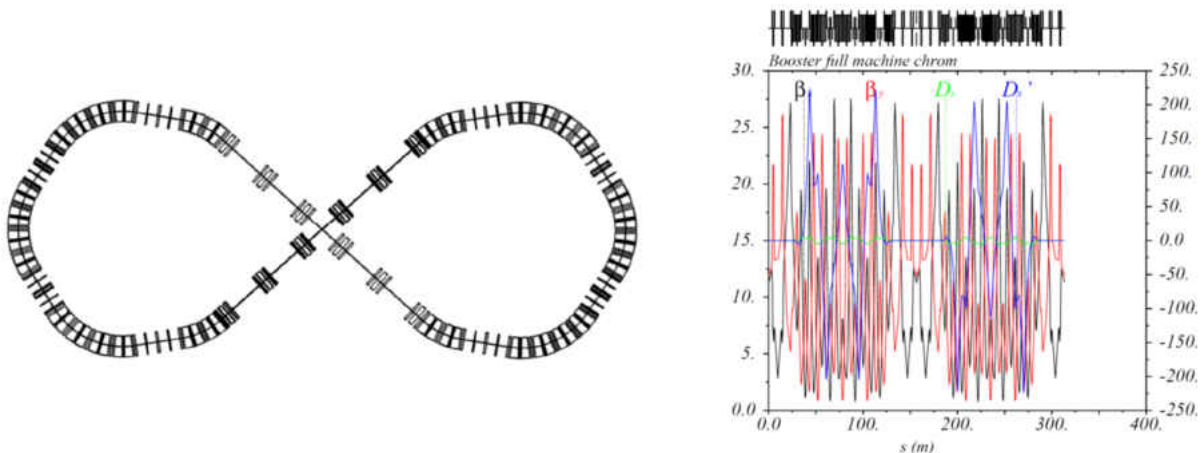 Booster full machine chrom
30. 250.
β β y D x D x '
200.
25. 150.
20. 100.
50.
15. 0.0
-50.
10. -100.
5. -150.
-200.
0.0 -250.
0.0 100. 200. 300. 400.
s (m)